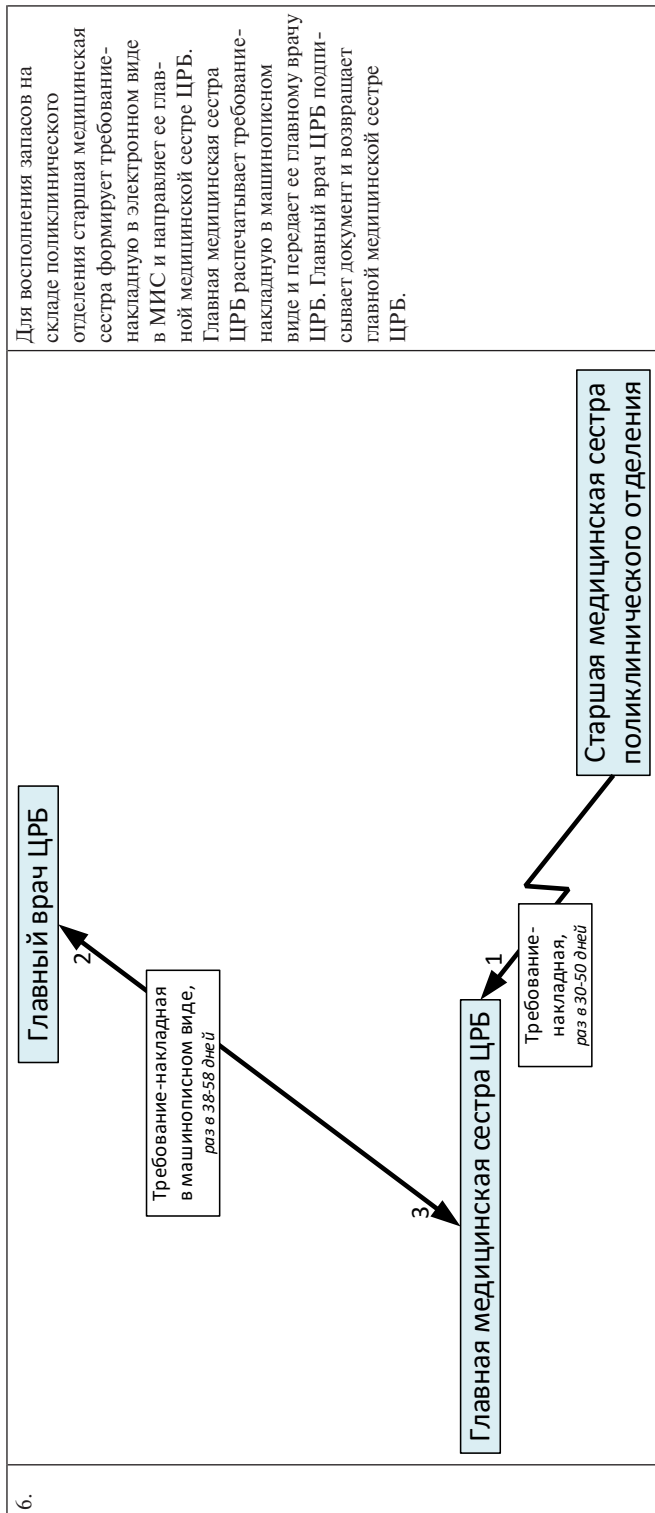 6.
Главный врач ЦРБ
2
Требование-накладная
в машинописном виде,
раз в 38-58 дней
3
Главная медицинская сестра ЦРБ
1
Требование-
накладная,
раз в 30-50 дней
Старшая медицинская сестра
поликлинического отделения
Для восполнения запасов на
складе поликлинического
отделения старшая медицинская
сестра формирует требование-
накладную в электронном виде
в МИС и направляет ее глав-
ной медицинской сестре ЦРБ.
Главная медицинская сестра
ЦРБ распечатывает требование-
накладную в машинописном
виде и передает ее главному врачу
ЦРБ. Главный врач ЦРБ подпи-
сывает документ и возвращает
главной медицинской сестре
ЦРБ.